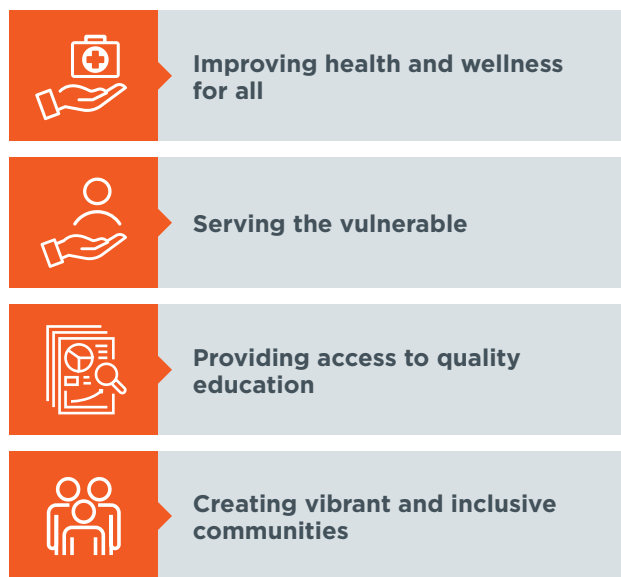 Improving health and wellness
for all
Serving the vulnerable
Providing access to quality
education
Creating vibrant and inclusive
communities